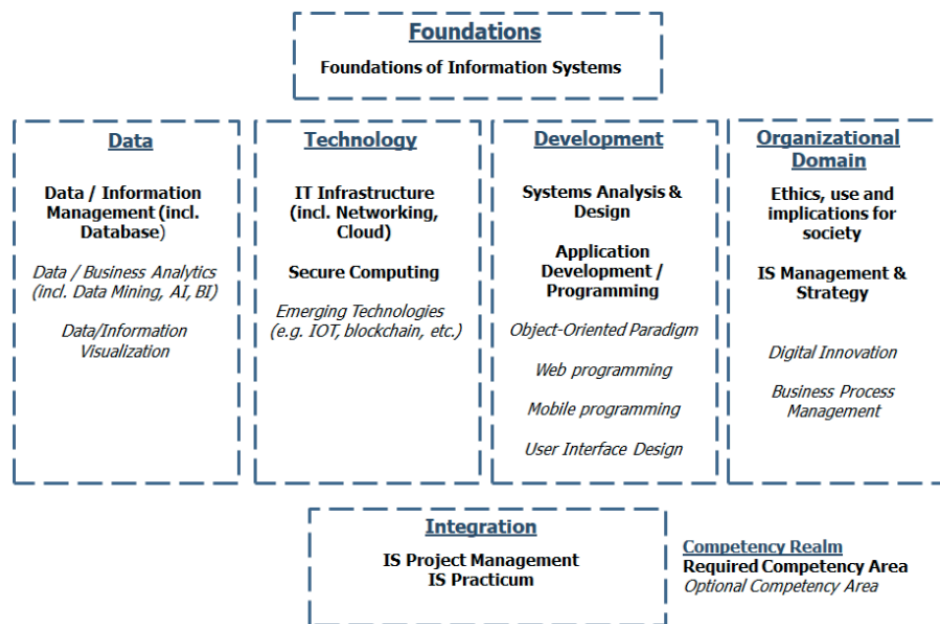 Foundations
Foundations of Information Systems
Data
Data / Information
Management (incl.
Database)
Data / Business Analytics
(incl. Data Mining, AI, BI)
Data/Information
Visualization
Technology
IT Infrastructure
(incl. Networking,
Cloud)
Secure Computing
Emerging Technologies
(e.g. IOT, blockchain, etc.)
Development
Systems Analysis &
Design
Application
Development /
Programming
Object-Oriented Paradigm
Web programming
Mobile programming
User Interface Design
Organizational
Domain
Ethics, use and
implications for
society
IS Management &
Strategy
Digital Innovation
Business Process
Management
Integration
IS Project Management
IS Practicum
Competency Realm
Required Competency Area
Optional Competency Area